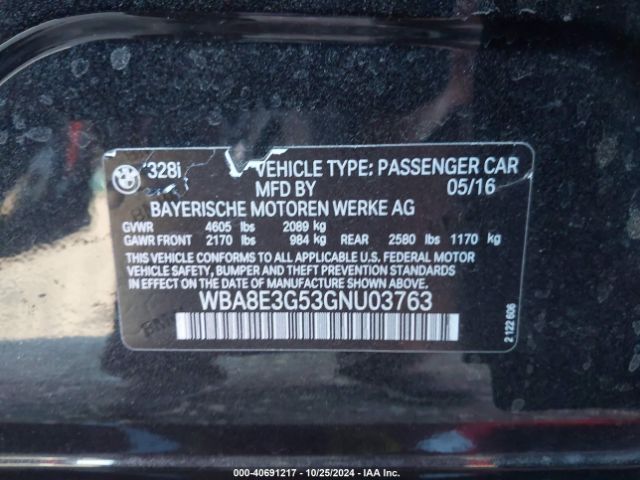 328i VEHICLE TYPE: PASSENGER CAR
MFD BY 05/16
BAYERISCHE MOTOREN WERKE AG
GVWR 4605 lbs 2089 kg
GAWR FRONT 2170 lbs 984 kg REAR 2580 lbs 1170 kg
THIS VEHICLE CONFORMS TO ALL APPLICABLE U.S. FEDERAL MOTOR
VEHICLE SAFETY, BUMPER AND THEFT PREVENTION STANDARDS
IN EFFECT ON THE DATE OF MANUFACTURE SHOWN ABOVE.
WBA8E3G53GNU03763
2 122 606
000-40691217 - 10/25/2024 - IAA Inc.